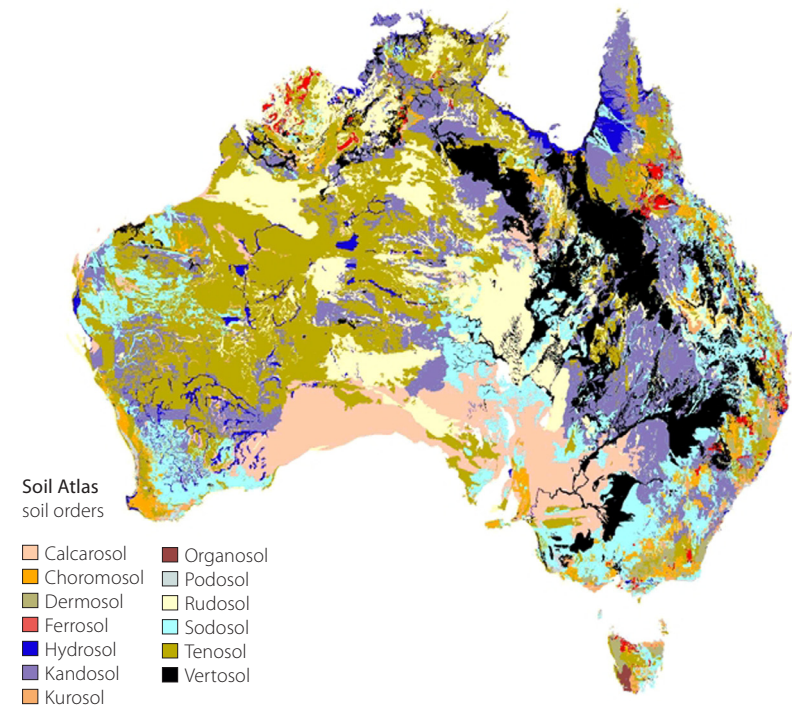 Soil Atlas
soil orders
Calcarosol
Choromosol
Dermosol
Ferrosol
Hydrosol
Kandosol
Kurosol
Organosol
Podosol
Rudosol
Sodosol
Tenosol
Vertosol